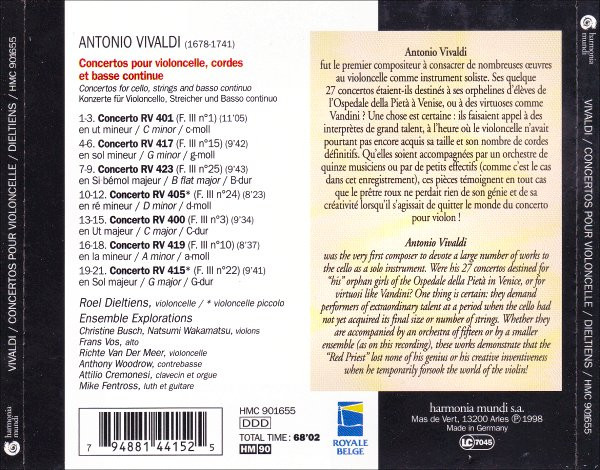 VIVALDI / CONCERTOS POUR VIOLONCELLE / DIELTIENS / HMC 901655
harmonia
mundi
ANTONIO VIVALDI (1678-1741)
Concertos pour violoncelle, cordes
et basse continue
Concertos for cello, strings and basso continuo
Konzerte für Violoncello, Streicher und Basso continuo
1-3. Concerto RV 401 (F. III n°1) (11'05)
en ut mineur / C minor / c-moll
4-6. Concerto RV 417 (F. III n°15) (9'42)
en sol mineur / G minor / g-moll
7-9. Concerto RV 423 (F. III n°25) (9'43)
en Si bémol majeur / B flat major / B-dur
10-12. Concerto RV 405* (F. III n°24) (8'23)
en ré mineur / D minor / d-moll
13-15. Concerto RV 400 (F. III n°3) (9'34)
en Ut majeur / C major / C-dur
16-18. Concerto RV 419 (F. III n°10) (8'37)
en la mineur / A minor / a-moll
19-21. Concerto RV 415* (F. III n°22) (9'41)
en Sol majeur / G major / G-dur
Roel Dieltiens, violoncelle / * violoncelle piccolo
Ensemble Explorations
Christine Busch, Natsumi Wakamatsu, violons
Frans Vos, alto
Richte Van Der Meer, violoncelle
Anthony Woodrow, contrebasse
Attilio Cremonesi, clavecin et orgue
Mike Fentross, luth et guitare
Antonio Vivaldi
fut le premier compositeur à consacrer de nombreuses œuvres
au violoncelle comme instrument soliste. Ses quelque
27 concertos étaient-ils destinés à ses orphelines d'élèves de
l'Ospedale della Pietà à Venise, ou à des virtuoses comme
Vandini ? Une chose est certaine : ils faisaient appel à des
interprètes de grand talent, à l'heure où le violoncelle n'avait
pourtant pas encore acquis sa taille et son nombre de cordes
définitifs. Qu'elles soient accompagnées par un orchestre de
quinze musiciens ou par de petits effectifs (comme c'est le cas
dans cet enregistrement), ces pièces témoignent en tout cas
que le prêtre roux ne perdait rien de son génie et de sa
créativité lorsqu'il s'agissait de quitter le monde du concerto
pour violon !
Antonio Vivaldi
was the very first composer to devote a large number of works to
the cello as a solo instrument. Were his 27 concertos destined for
"his" orphan girls of the Ospedale della Pietà in Venice, or for
virtuosi like Vandini? One thing is certain: they demand
performers of extraordinary talent at a period when the cello had
not yet acquired its final size or number of strings. Whether they
are accompanied by an orchestra of fifteen or by a smaller
ensemble (as on this recording), these works demonstrate that the
"Red Priest" lost none of his genius or his creative inventiveness
when he temporarily forsook the world of the violin!
7 94881 44152 5
HMC 901655
DDD
TOTAL TIME : 68'02
HM 90
ROYALE
BELGE
harmonia mundi s.a.
Mas de Vert, 13200 Arles ℗ 1998
Made in Germany
LC 7045
harmonia
mundi
VIVALDI / CONCERTOS POUR VIOLONCELLE / DIELTIENS / HMC 901655